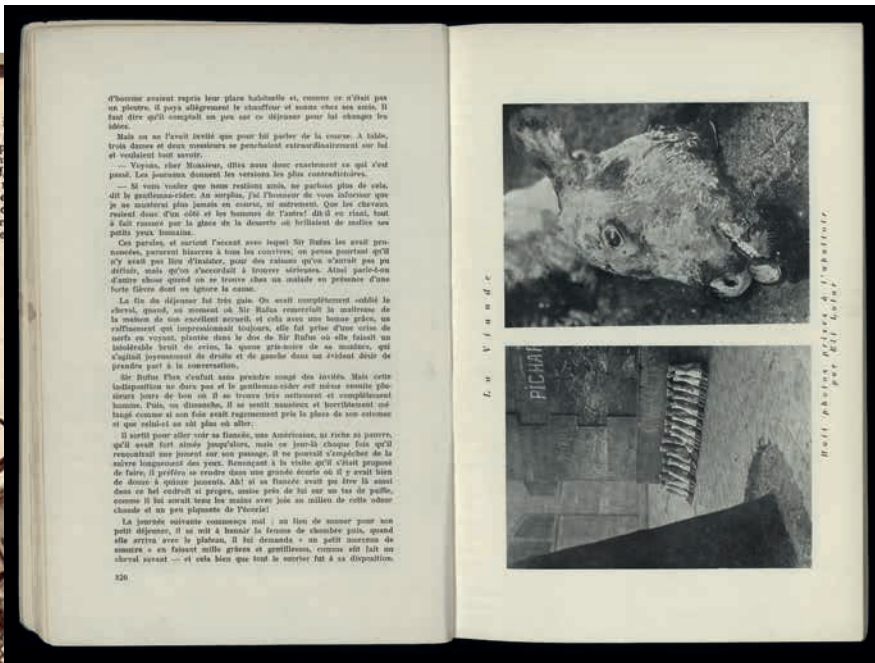 d'homme avaient repris leur place habituelle et, comme ce n'était pas
un pleutre, il paya allègrement le chauffeur et sonna chez ses amis. Il
faut dire qu'il comptait un peu sur ce déjeuner pour lui changer les
idées.
Mais on ne l'avait invité que pour lui parler de la course. A table,
trois dames et deux messieurs se penchaient extraordinairement sur lui
et voulaient tout savoir.
— Voyons, cher Monsieur, dites nous donc exactement ce qui s'est
passé. Les journaux donnent les versions les plus contradictoires.
— Si vous voulez que nous restions amis, ne parlons plus de cela,
dit le gentleman-rider. Au surplus, j'ai l'honneur de vous informer que
je ne monterai plus jamais en course, ni autrement. Que les chevaux
restent donc d'un côté et les hommes de l'autre! dit-il en riant, tout
à fait rassuré par la glace de la desserte où brillaient de malice ses
petits yeux humains.
Ces paroles, et surtout l'accent avec lequel Sir Rufus les avait pro-
noncées, parurent bizarres à tous les convives; on pensa pourtant qu'il
n'y avait pas lieu d'insister, pour des raisons qu'on n'aurait pas pu
définir, mais qu'on s'accordait à trouver sérieuses. Ainsi parle-t-on
d'autre chose quand on se trouve chez un malade en présence d'une
forte fièvre dont on ignore la cause.
La fin du déjeuner fut très gaie. On avait complètement oublié le
cheval, quand, au moment où Sir Rufus remerciait la maîtresse de
la maison de son excellent accueil, et cela avec une bonne grâce, un
raffinement qui impressionnait toujours, elle fut prise d'une crise de
nerfs en voyant, plantée dans le dos de Sir Rufus où elle faisait un
intolérable bruit de crins, la queue gris-noire de sa monture, qui
s'agitait joyeusement de droite et de gauche dans un évident désir de
prendre part à la conversation.
Sir Rufus Flox s'enfuit sans prendre congé des invités. Mais cette
indisposition ne dura pas et le gentleman-rider eut même ensuite plu-
sieurs jours de bon où il se trouva très nettement et complètement
homme. Puis, un dimanche, il se sentit nauséeux et horriblement mé-
langé comme si son foie avait rageusement pris la place de son estomac
et que celui-ci ne sût plus où aller.
Il sortit pour aller voir sa fiancée, une Américaine, ni riche ni pauvre,
qu'il avait fort aimée jusqu'alors, mais ce jour-là chaque fois qu'il
rencontrait une jument sur son passage, il ne pouvait s'empêcher de la
suivre longuement des yeux. Renonçant à la visite qu'il s'était proposé
de faire, il préféra se rendre dans une grande écurie où il y avait bien
de douze à quinze juments. Ah! si sa fiancée avait pu être là aussi
dans ce bel endroit si propre, assise près de lui sur un tas de paille,
comme il lui aurait tenu les mains avec joie au milieu de cette odeur
chaude et un peu piquante de l'écurie!
La journée suivante commença mal : au lieu de sonner pour son
petit déjeuner, il se mit à hennir la femme de chambre puis, quand
elle arriva avec le plateau, il lui demanda « un petit morceau de
sucre » en faisant mille grâces et gentillesses, comme eût fait un
cheval savant — et cela bien que tout le sucrier fut à sa disposition.
320
La Viande
PICHAR
Huit photos prises à l'abattoir,
par Eli Lotar